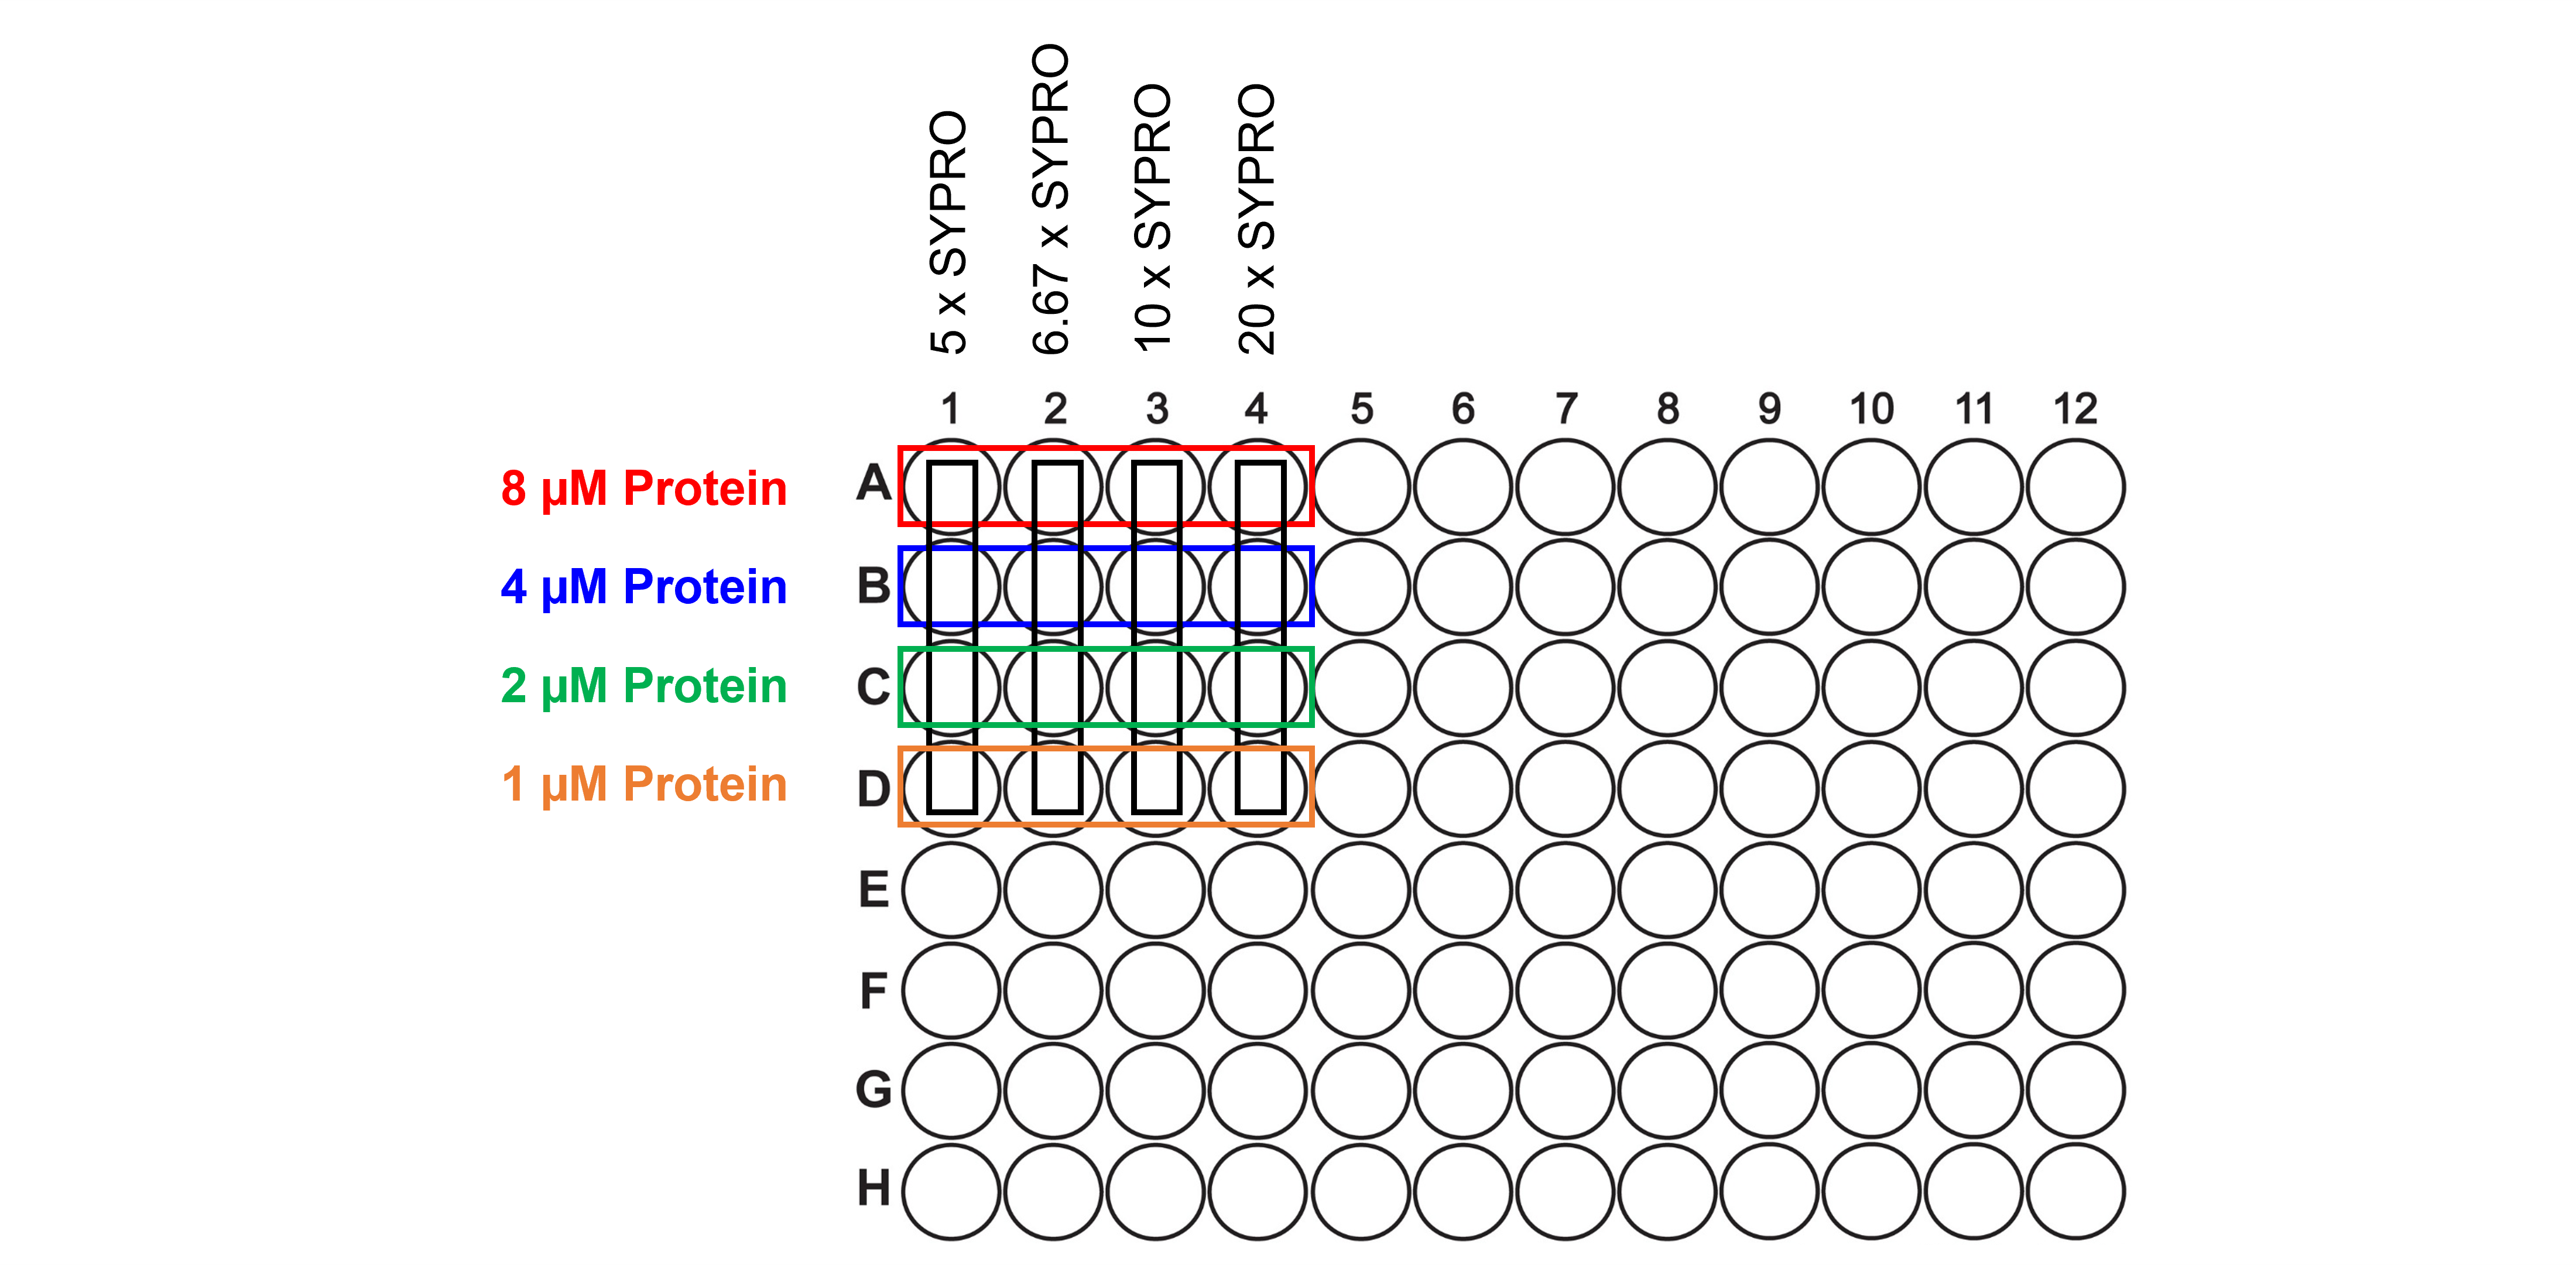 5 x SYPRO
6.67 x SYPRO
10 x SYPRO
20 x SYPRO
1 2 3 4 5 6 7 8 9 10 11 12
8 µM Protein A
4 µM Protein B
2 µM Protein C
1 µM Protein D
E
F
G
H